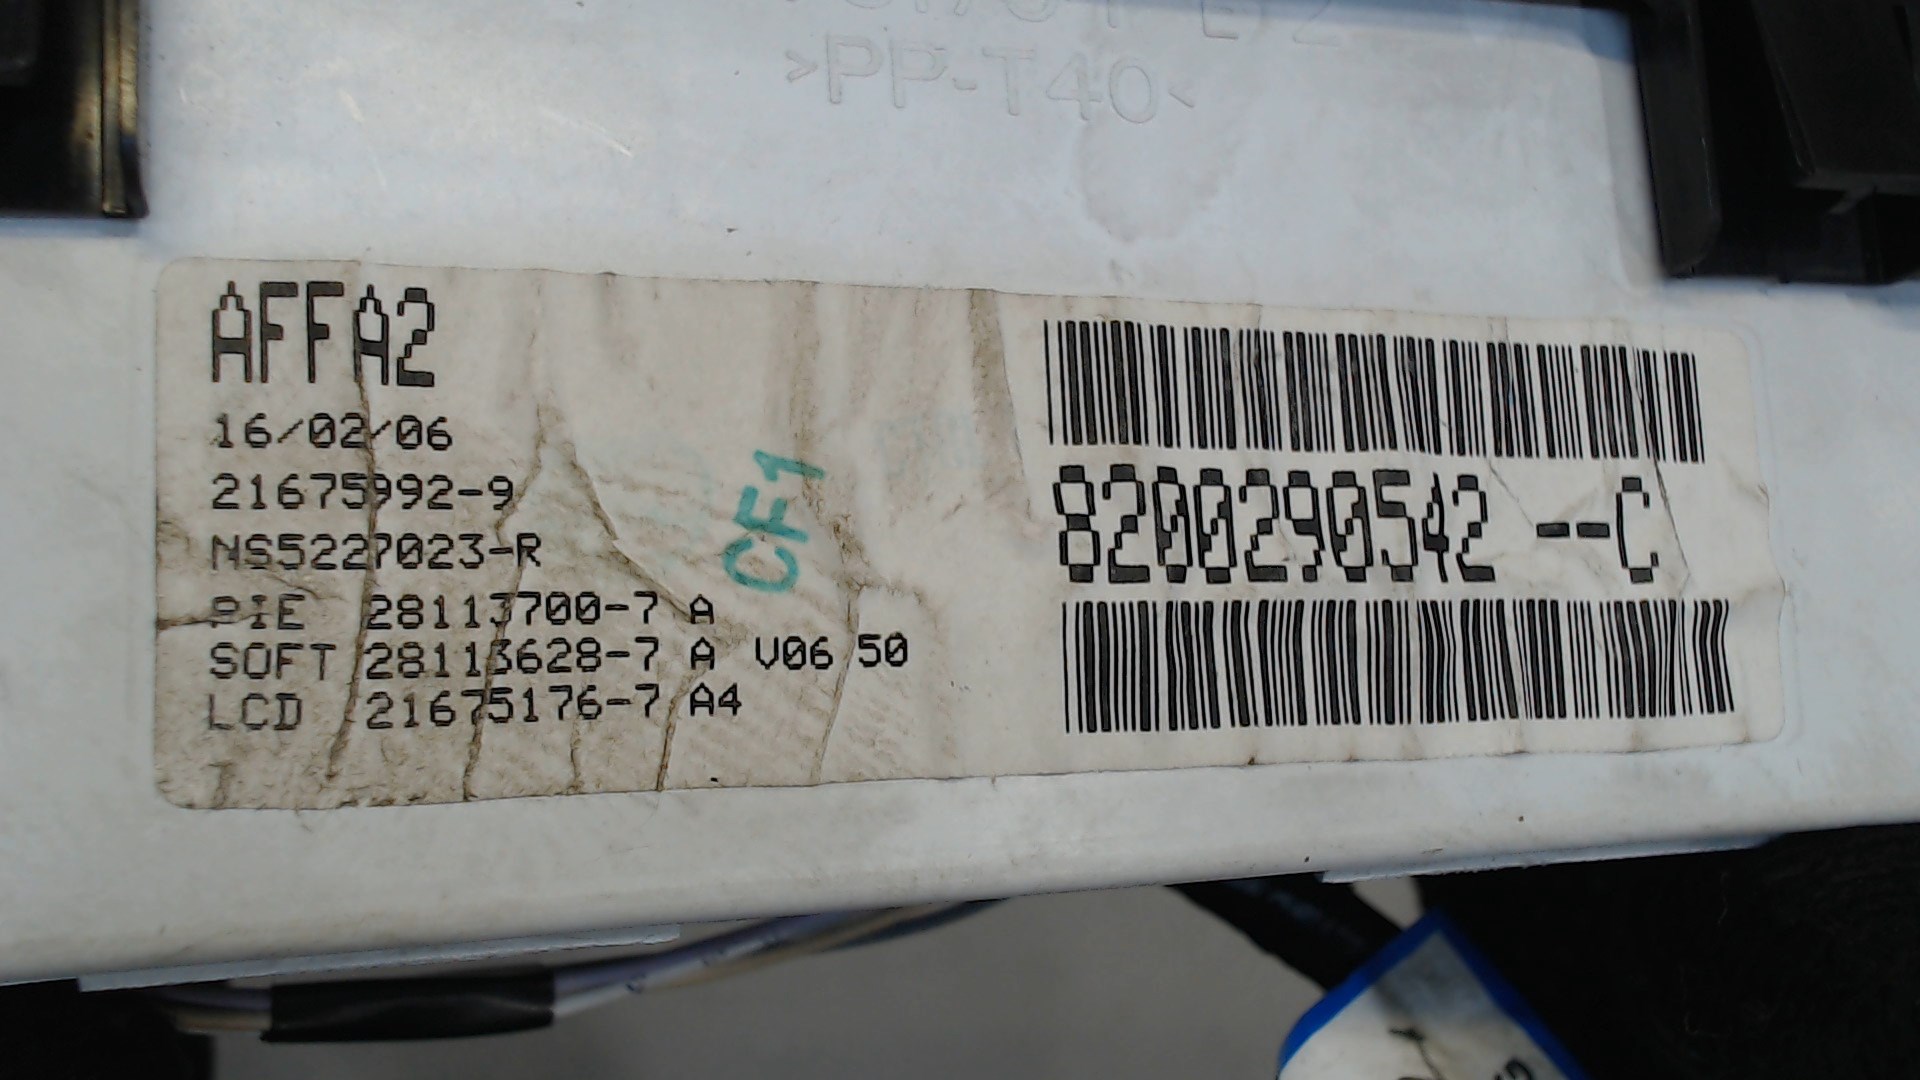 >PP-T40<
AFFA2
16/02/06
21675992-9
NS5227023-R
PIE 28113700-7 A
SOFT 28113628-7 A V06 50
LCD 21675176-7 A4
CF1
8200290542 --C